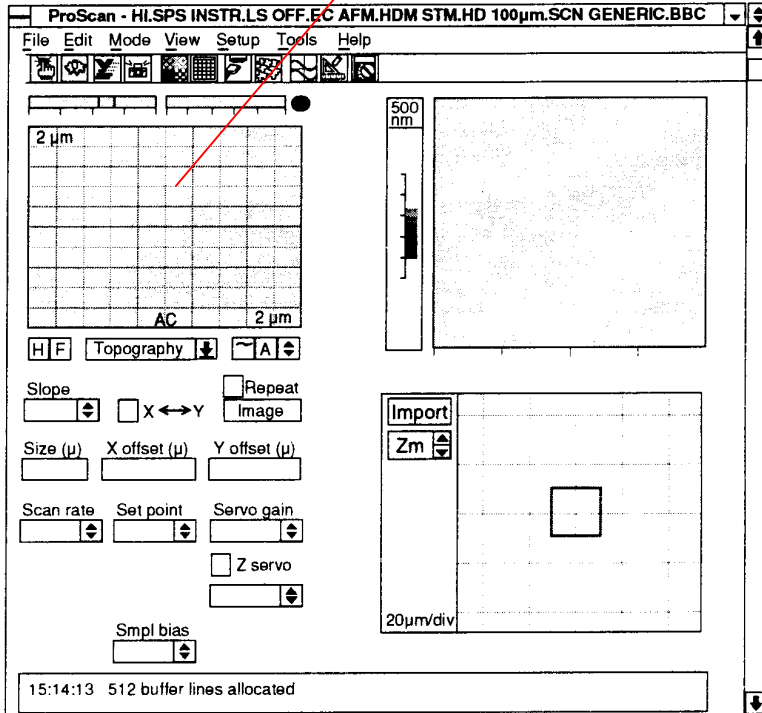 ProScan - HI.SPS INSTR.LS OFF.EC AFM.HDM STM.HD 100µm.SCN GENERIC.BBC
File Edit Mode View Setup Tools Help
2 µm
AC 2 µm
H F Topography ~ A
Slope
X ↔ Y
Repeat
Image
Size (µ) X offset (µ) Y offset (µ)
Scan rate Set point Servo gain
Z servo
Smpl bias
500
nm
Import
Zm
20µm/div
15:14:13 512 buffer lines allocated